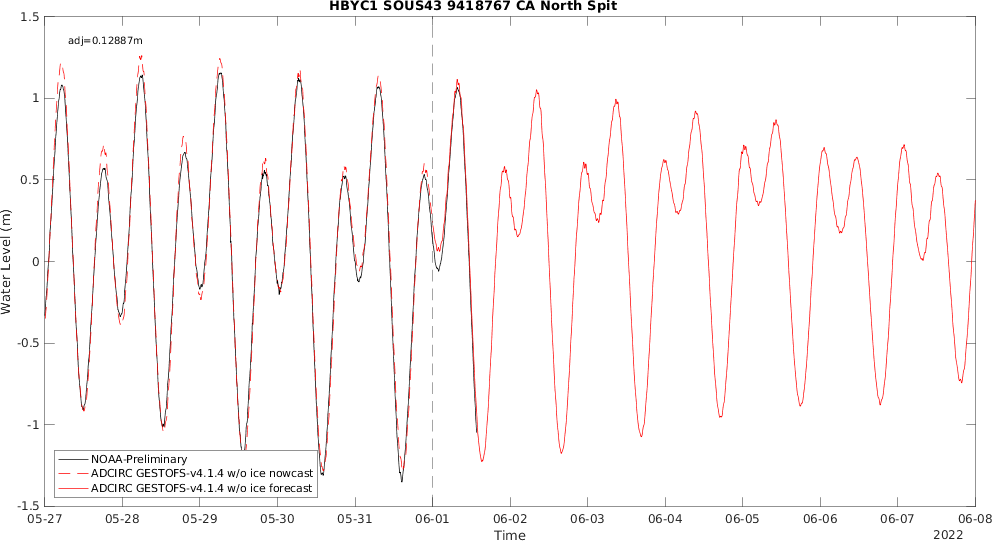 HBYC1 SOUS43 9418767 CA North Spit
adj=0.12887m
1.5
1
0.5
0
-0.5
-1
-1.5
Water Level (m)
NOAA-Preliminary
ADCIRC GESTOFS-v4.1.4 w/o ice nowcast
ADCIRC GESTOFS-v4.1.4 w/o ice forecast
05-27 05-28 05-29 05-30 05-31 06-01 06-02 06-03 06-04 06-05 06-06 06-07 06-08
Time
2022